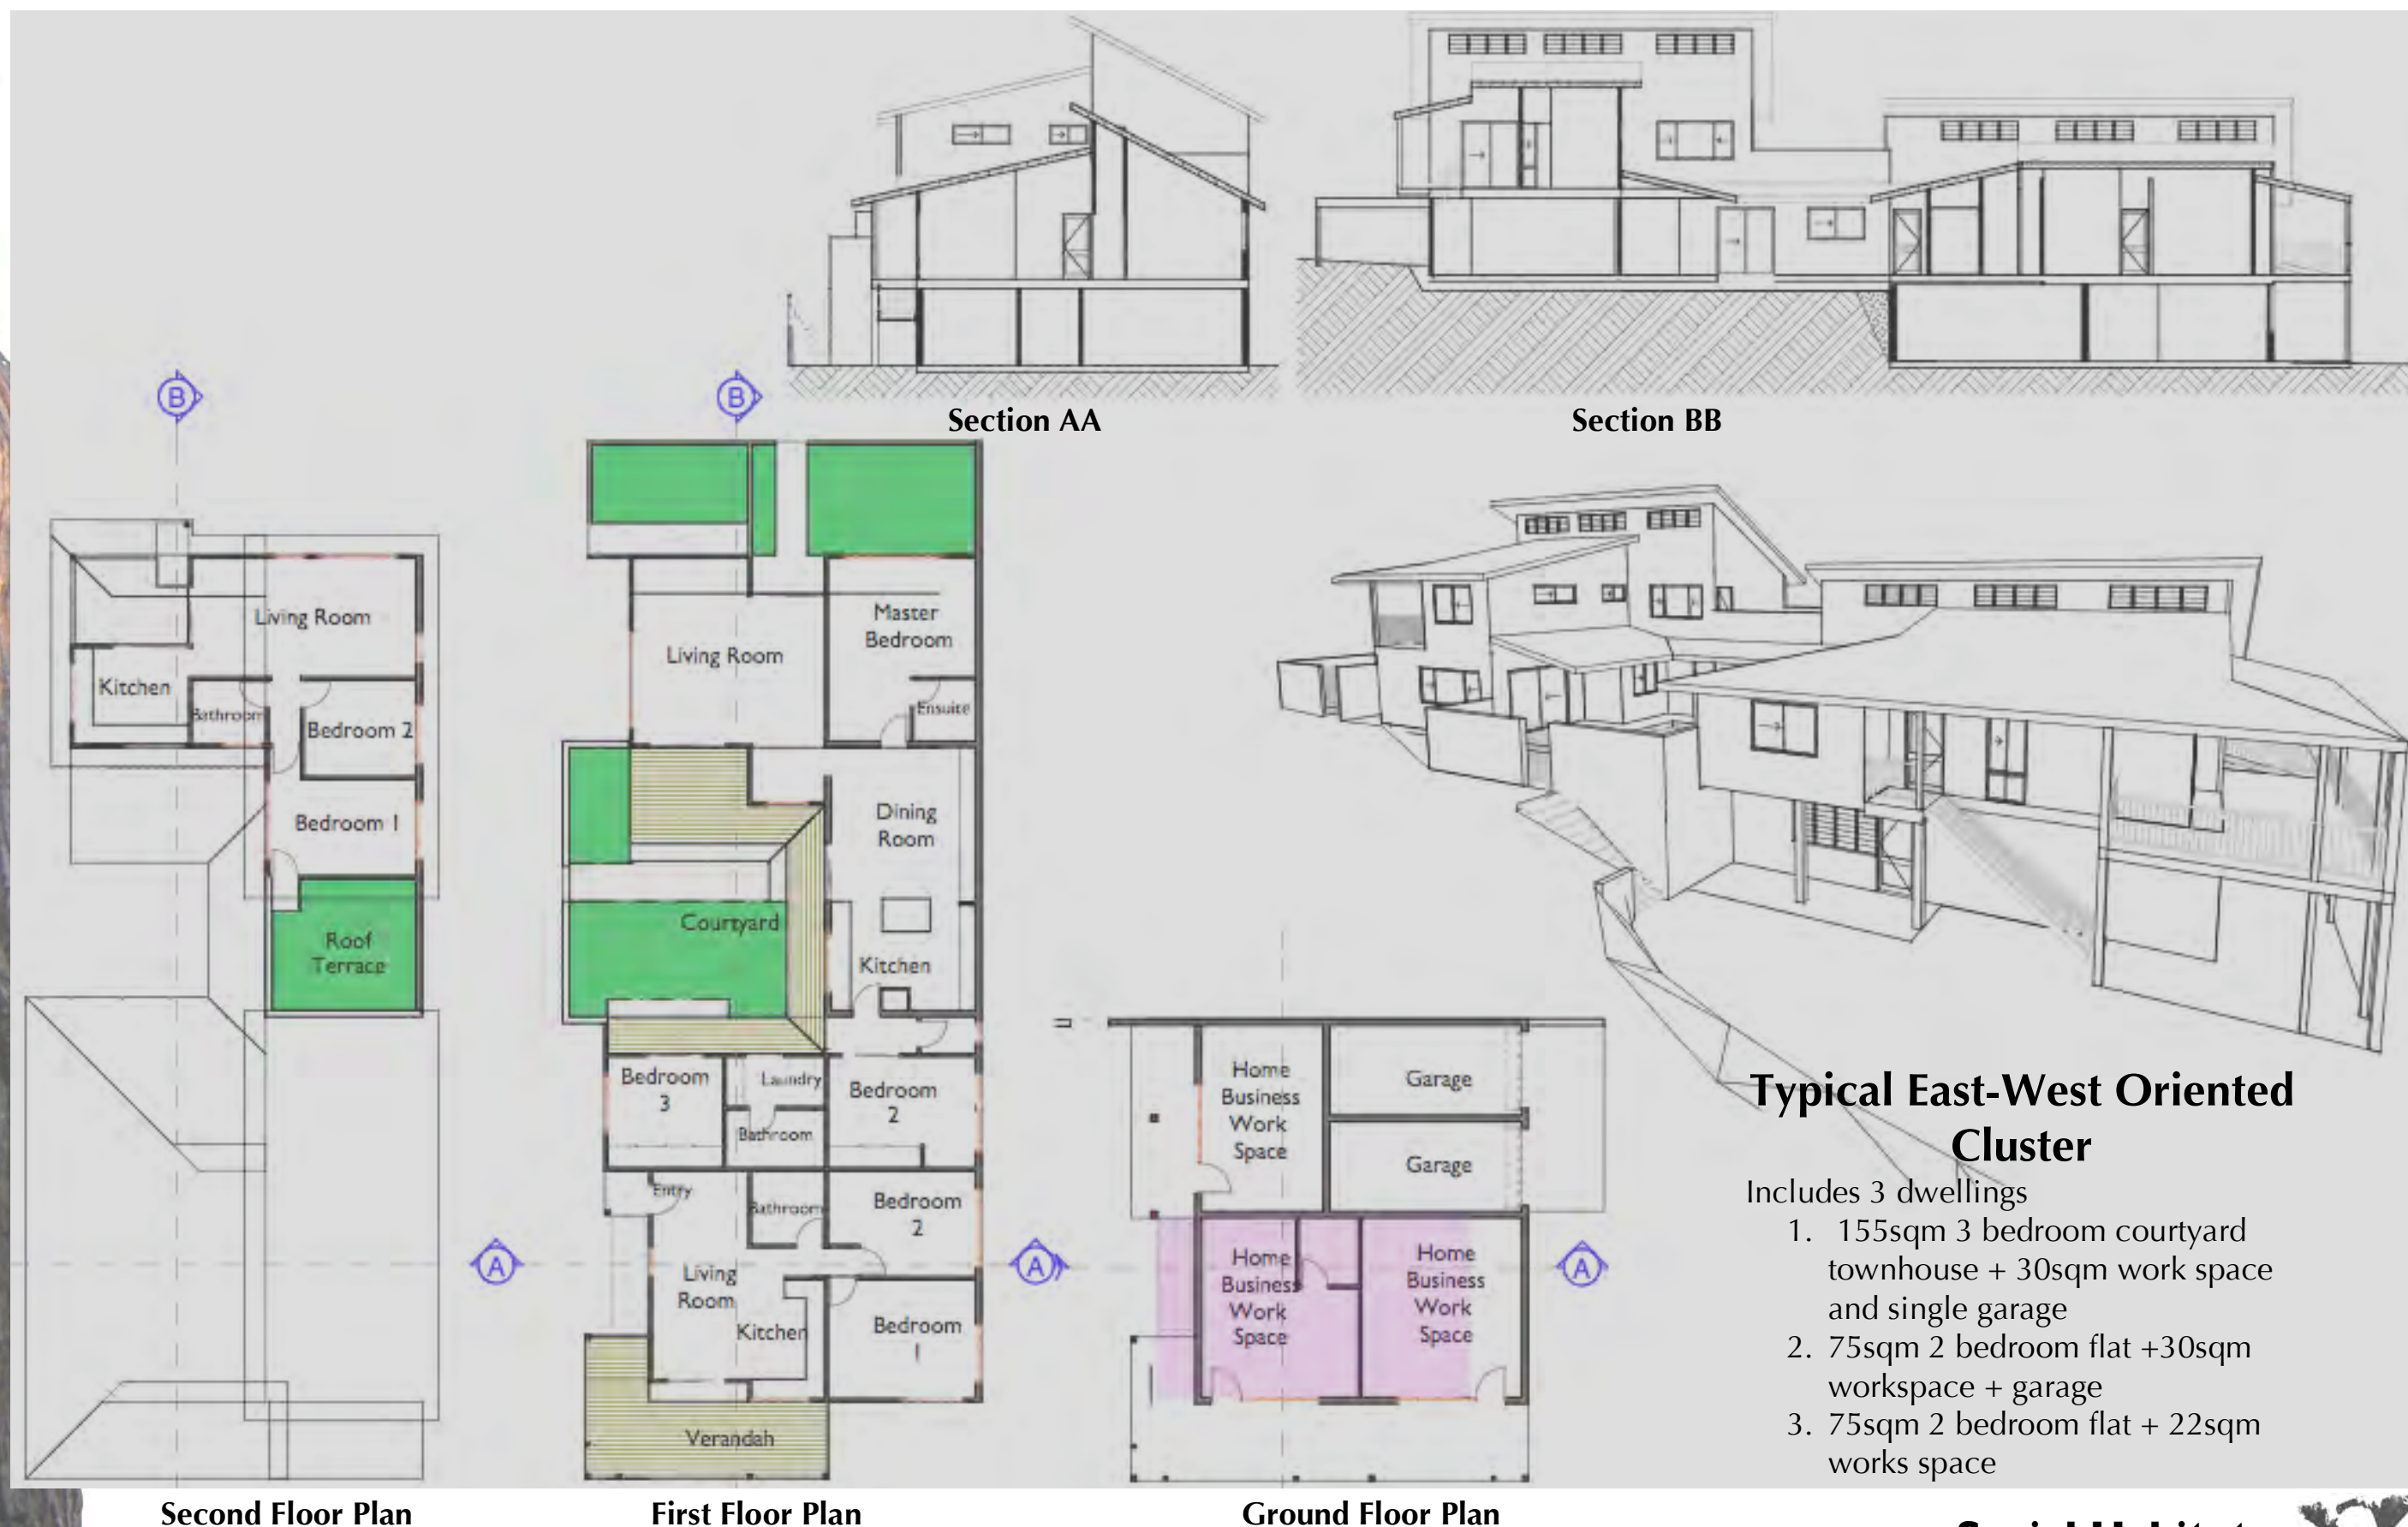 Section AA
Section BB
B
B
Living Room
Kitchen
Bathroom
Bedroom 2
Bedroom 1
Roof
Terrace
Living Room
Master
Bedroom
Ensuite
Dining
Room
Courtyard
Kitchen
Bedroom
3
Laundry
Bathroom
Bedroom
2
Entry
Bathroom
Bedroom
2
Living
Room
Kitchen
Bedroom
1
Verandah
A
A
A
Home
Business
Work
Space
Garage
Garage
Home
Business
Work
Space
Home
Business
Work
Space
Typical East-West Oriented
Cluster
Includes 3 dwellings
1. 155sqm 3 bedroom courtyard
townhouse + 30sqm work space
and single garage
2. 75sqm 2 bedroom flat +30sqm
workspace + garage
3. 75sqm 2 bedroom flat + 22sqm
works space
Second Floor Plan
First Floor Plan
Ground Floor Plan